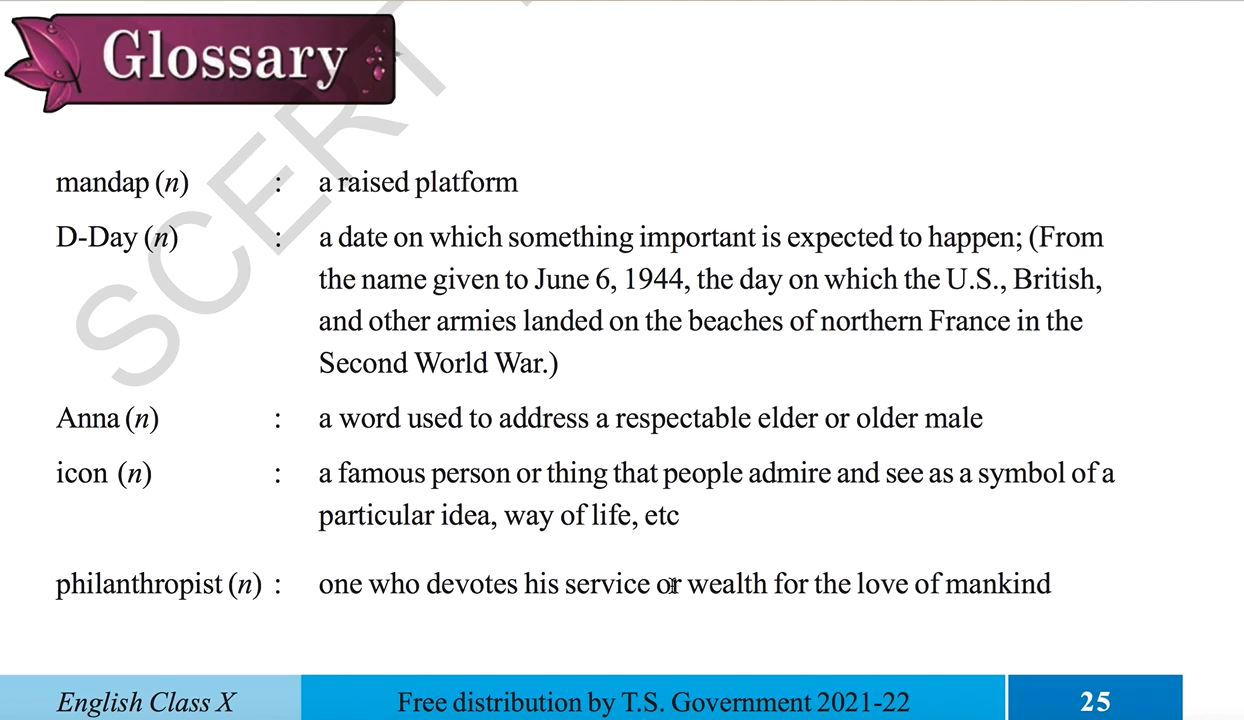 Glossary
SCERT
mandap (n) : a raised platform
D-Day (n) : a date on which something important is expected to happen; (From
the name given to June 6, 1944, the day on which the U.S., British,
and other armies landed on the beaches of northern France in the
Second World War.)
Anna (n) : a word used to address a respectable elder or older male
icon (n) : a famous person or thing that people admire and see as a symbol of a
particular idea, way of life, etc
philanthropist (n) : one who devotes his service or wealth for the love of mankind
English Class X Free distribution by T.S. Government 2021-22 25